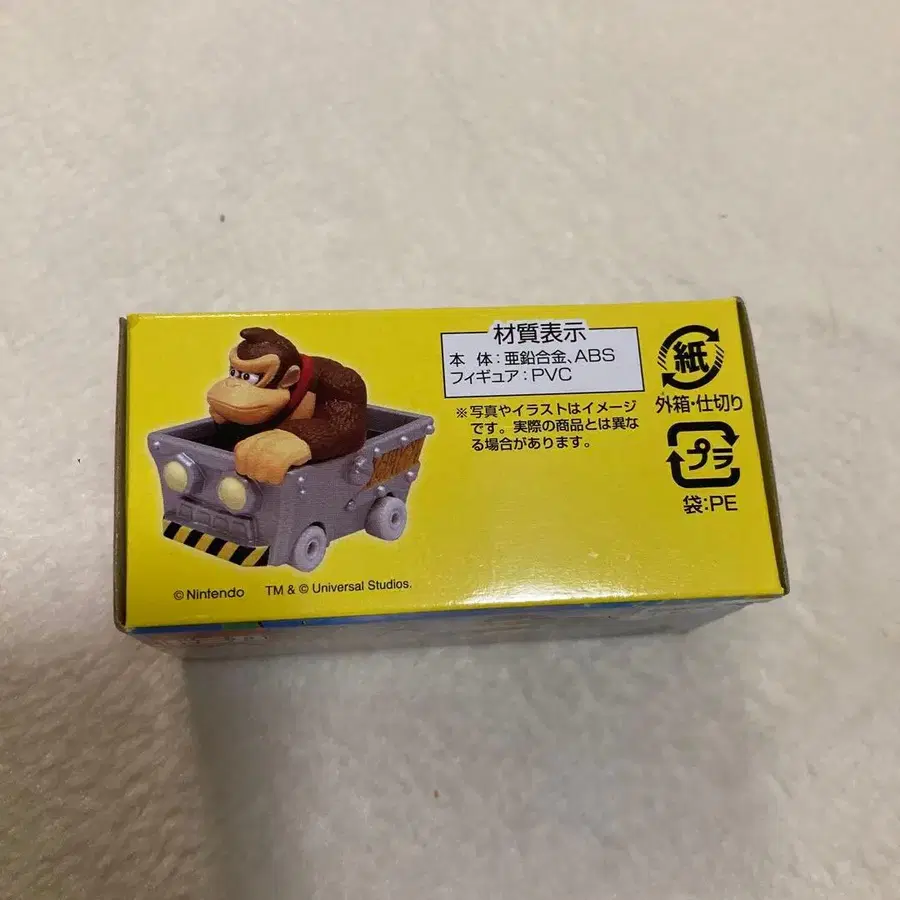 材質表示
本 体:亜鉛合金、ABS
フィギュア:PVC
※写真やイラストはイメージ
です。実際の商品とは異な
る場合があります。
紙
外箱・仕切り
プラ
袋:PE
©Nintendo TM & © Universal Studios.